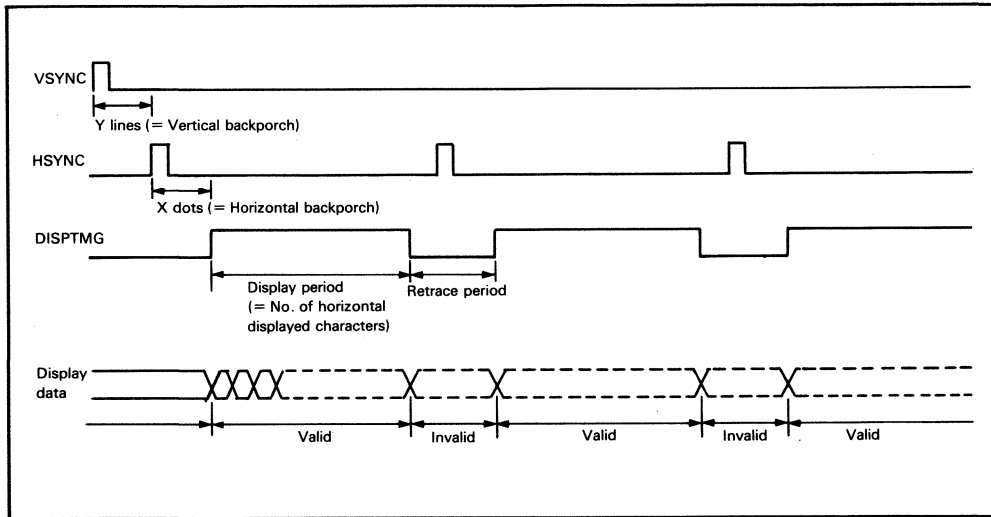 VSYNC
Y lines (= Vertical backporch)
HSYNC
X dots (= Horizontal backporch)
DISPTMG
Display period
(= No. of horizontal
displayed characters)
Retrace period
Display
data
Valid
Invalid
Valid
Invalid
Valid